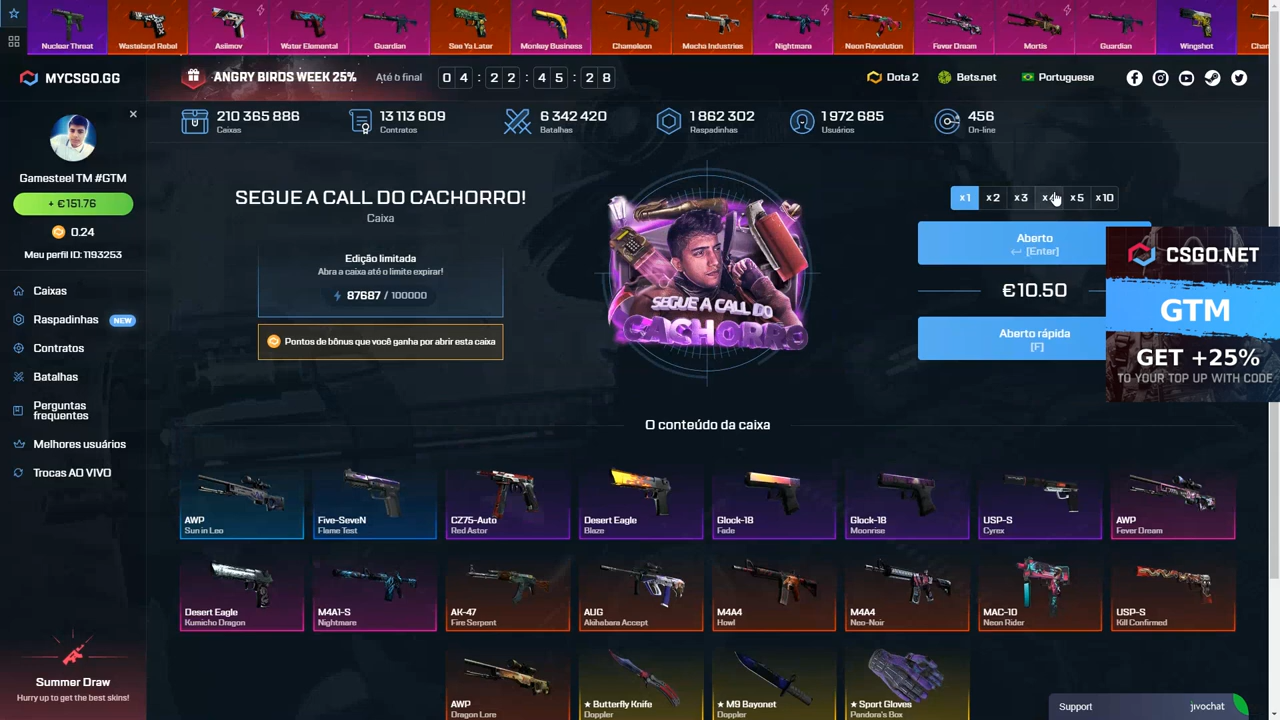 Nuclear Threat
Wasteland Rebel
Asiimov
Water Elemental
Guardian
See Ya Later
Monkey Business
Chameleon
Mecha Industries
Nightmare
Neon Revolution
Fever Dream
Mortis
Guardian
Wingshot
MYCSGO.GG
ANGRY BIRDS WEEK 25%
Até o final
04:22:45:28
Dota 2
Bets.net
Portuguese
210 365 886
Caixas
13 113 609
Contratos
6 342 420
Batalhas
1 862 302
Raspadinhas
1 972 685
Usuários
456
On-line
Gamesteel TM #GTM
+ €151.76
0.24
Meu perfil ID: 1193253
Caixas
Raspadinhas NEW
Contratos
Batalhas
Perguntas
frequentes
Melhores usuários
Trocas AO VIVO
Summer Draw
Hurry up to get the best skins!
SEGUE A CALL DO CACHORRO!
Caixa
Edição limitada
Abra a caixa até o limite expirar!
87687 / 100000
Pontos de bônus que você ganha por abrir esta caixa
SEGUE A CALL DO
CACHORRO
x1 x2 x3 x5 x10
Aberto
[Enter]
€10.50
Aberto rápida
[F]
CSGO.NET
GTM
GET +25%
TO YOUR TOP UP WITH CODE
O conteúdo da caixa
AWP
Sun in Leo
Five-SeveN
Flame Test
CZ75-Auto
Red Astor
Desert Eagle
Blaze
Glock-18
Fade
Glock-18
Moonrise
USP-S
Cyrex
AWP
Fever Dream
Desert Eagle
Kumicho Dragon
M4A1-S
Nightmare
AK-47
Fire Serpent
AUG
Akihabara Accept
M4A4
Howl
M4A4
Neo-Noir
MAC-10
Neon Rider
USP-S
Kill Confirmed
AWP
Dragon Lore
★ Butterfly Knife
Doppler
★ M9 Bayonet
Doppler
★ Sport Gloves
Pandora's Box
Support
jivochat